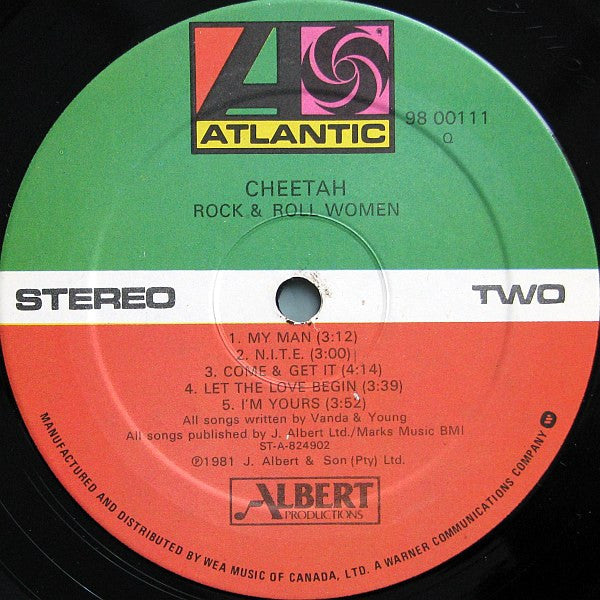 ATLANTIC
98 00111
Q
CHEETAH
ROCK & ROLL WOMEN
STEREO
TWO
1. MY MAN (3:12)
2. N.I.T.E. (3:00)
3. COME & GET IT (4:14)
4. LET THE LOVE BEGIN (3:39)
5. I'M YOURS (3:52)
All songs written by Vanda & Young
All songs published by J. Albert Ltd./Marks Music BMI
ST-A-824902
℗1981 J. Albert & Son (Pty) Ltd.
ALBERT
PRODUCTIONS
MANUFACTURED AND DISTRIBUTED BY WEA MUSIC OF CANADA, LTD. A WARNER COMMUNICATIONS COMPANY